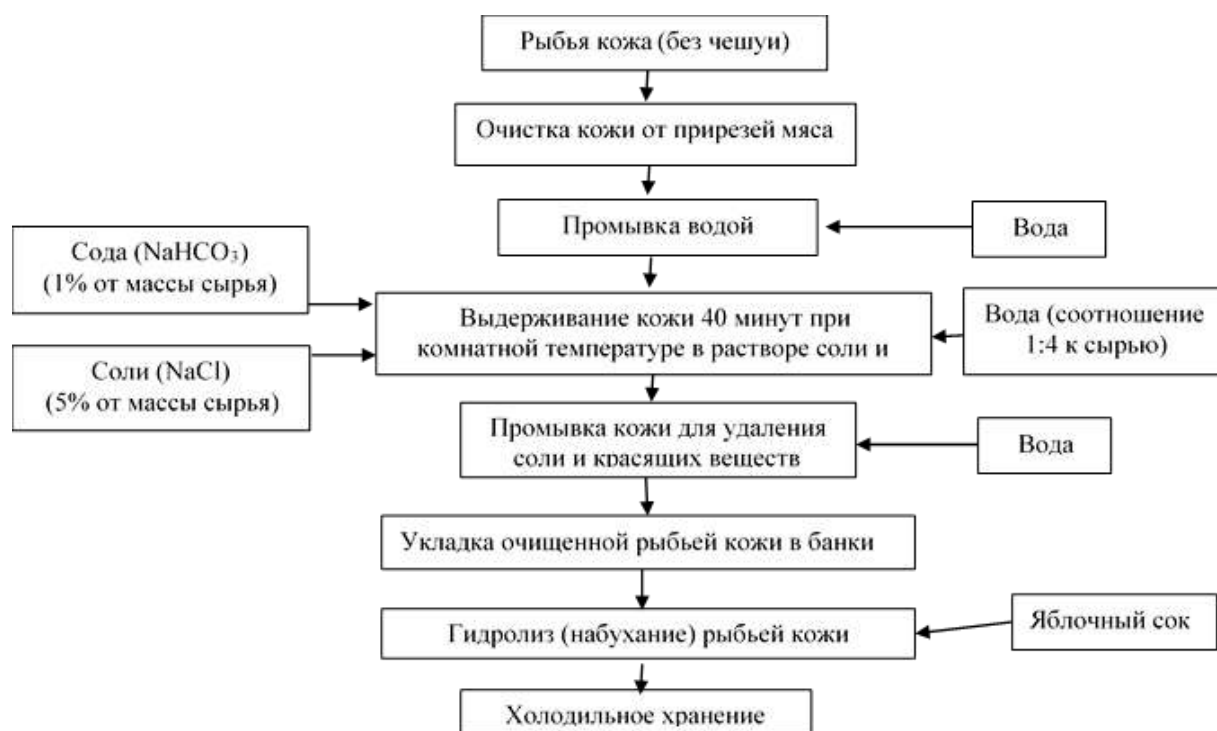 Рыбья кожа (без чешуи)
Очистка кожи от прирезей мяса
Промывка водой
Вода
Сода (NaHCO₃)
(1% от массы сырья)
Выдерживание кожи 40 минут при
комнатной температуре в растворе соли и
Вода (соотношение
1:4 к сырью)
Соли (NaCl)
(5% от массы сырья)
Промывка кожи для удаления
соли и красящих веществ
Вода
Укладка очищенной рыбьей кожи в банки
Гидролиз (набухание) рыбьей кожи
Яблочный сок
Холодильное хранение